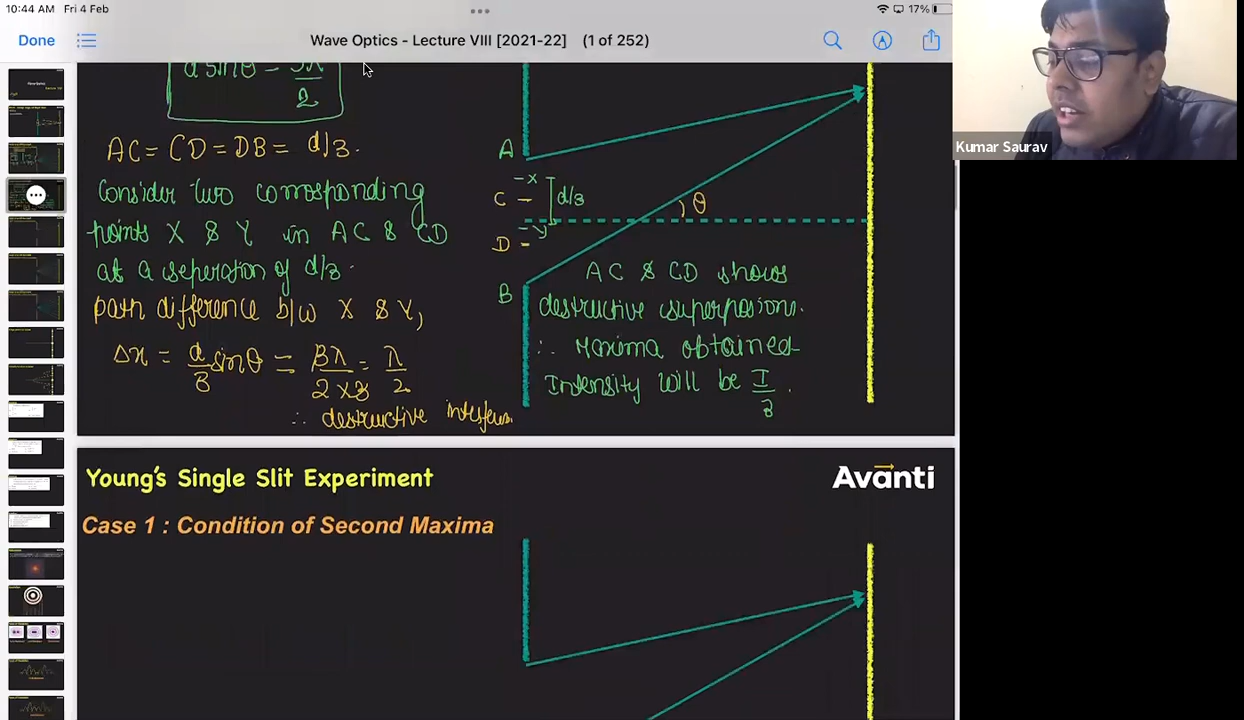 10:44 AM Fri 4 Feb
17%
Done
Wave Optics - Lecture VIII [2021-22] (1 of 252)
Kumar Saurav
d sinθ = 3λ/2
AC = CD = DB = d/3.
Consider two corrosponding
points X & Y in AC & CD
at a seperation of d/3.
path difference b/w X & Y,
Δx = d/3 sinθ = 3λ/2×3 = λ/2
∴ destructive
A
-x
C - d/3
θ
-y
D -
B
AC & CD shows
destructive
∴ Maxima obtained
Intensity will be I/3.
Young's Single Slit Experiment
Avanti
Case 1 : Condition of Second Maxima